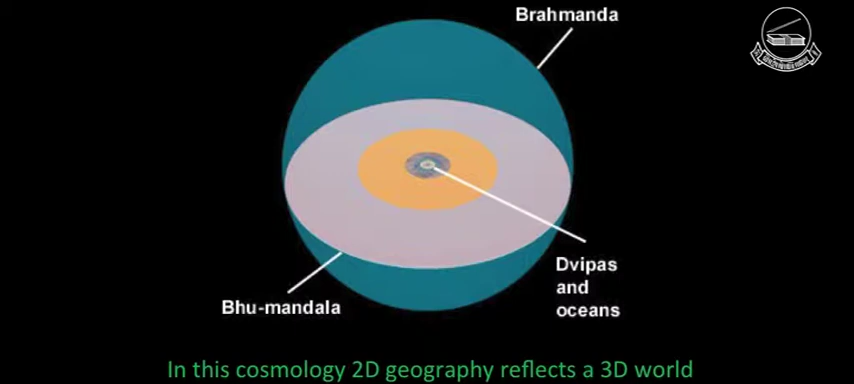 Brahmanda
Dvipas
and
oceans
Bhu-mandala
In this cosmology 2D geography reflects a 3D world